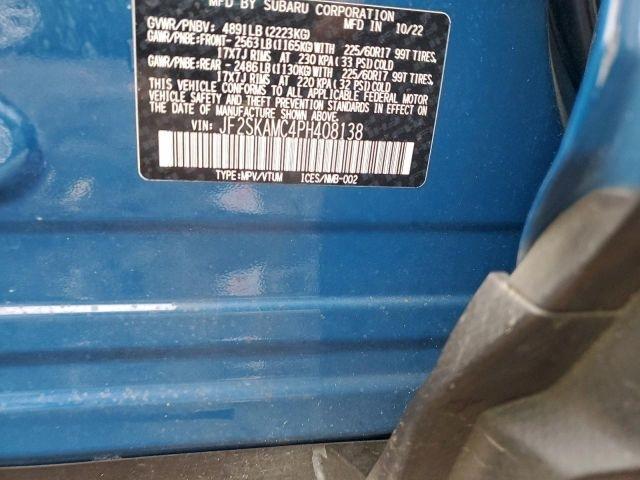 MFD BY SUBARU CORPORATION
MFD IN 10/22
GVWR/PNBV: 4891LB(2223KG)
GAWR/PNBE:FRONT- 2563LB(1165KG)WITH 225/60R17 99T TIRES,
17X7J RIMS AT 230 KPA(33 PSI)COLD
GAWR/PNBE:REAR - 2486LB(1130KG)WITH 225/60R17 99T TIRES,
17X7J RIMS AT 220 KPA(32 PSI)COLD
THIS VEHICLE CONFORMS TO ALL APPLICABLE FEDERAL MOTOR
VEHICLE SAFETY AND THEFT PREVENTION STANDARDS IN EFFECT ON
THE DATE OF MANUFACTURE SHOWN ABOVE.
VIN: JF2SKAMC4PH408138
TYPE:MPV/VTUM ICES/NMB-002